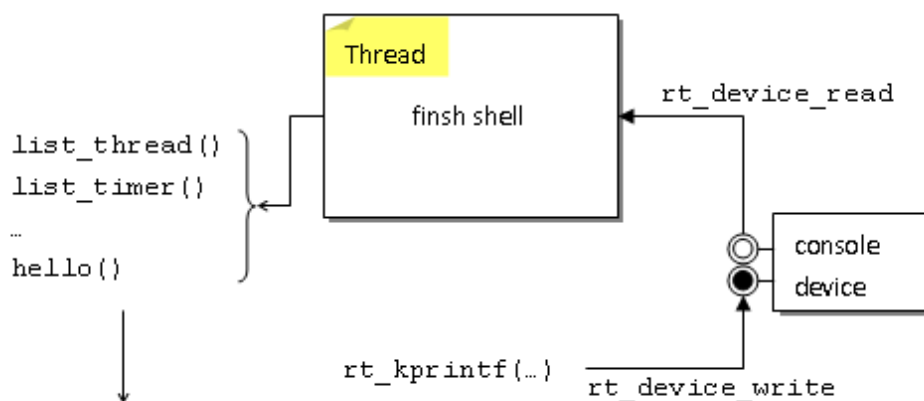 Thread
finsh shell
rt_device_read
list_thread()
list_timer()
…
hello()
console
device
rt_kprintf(…)
rt_device_write